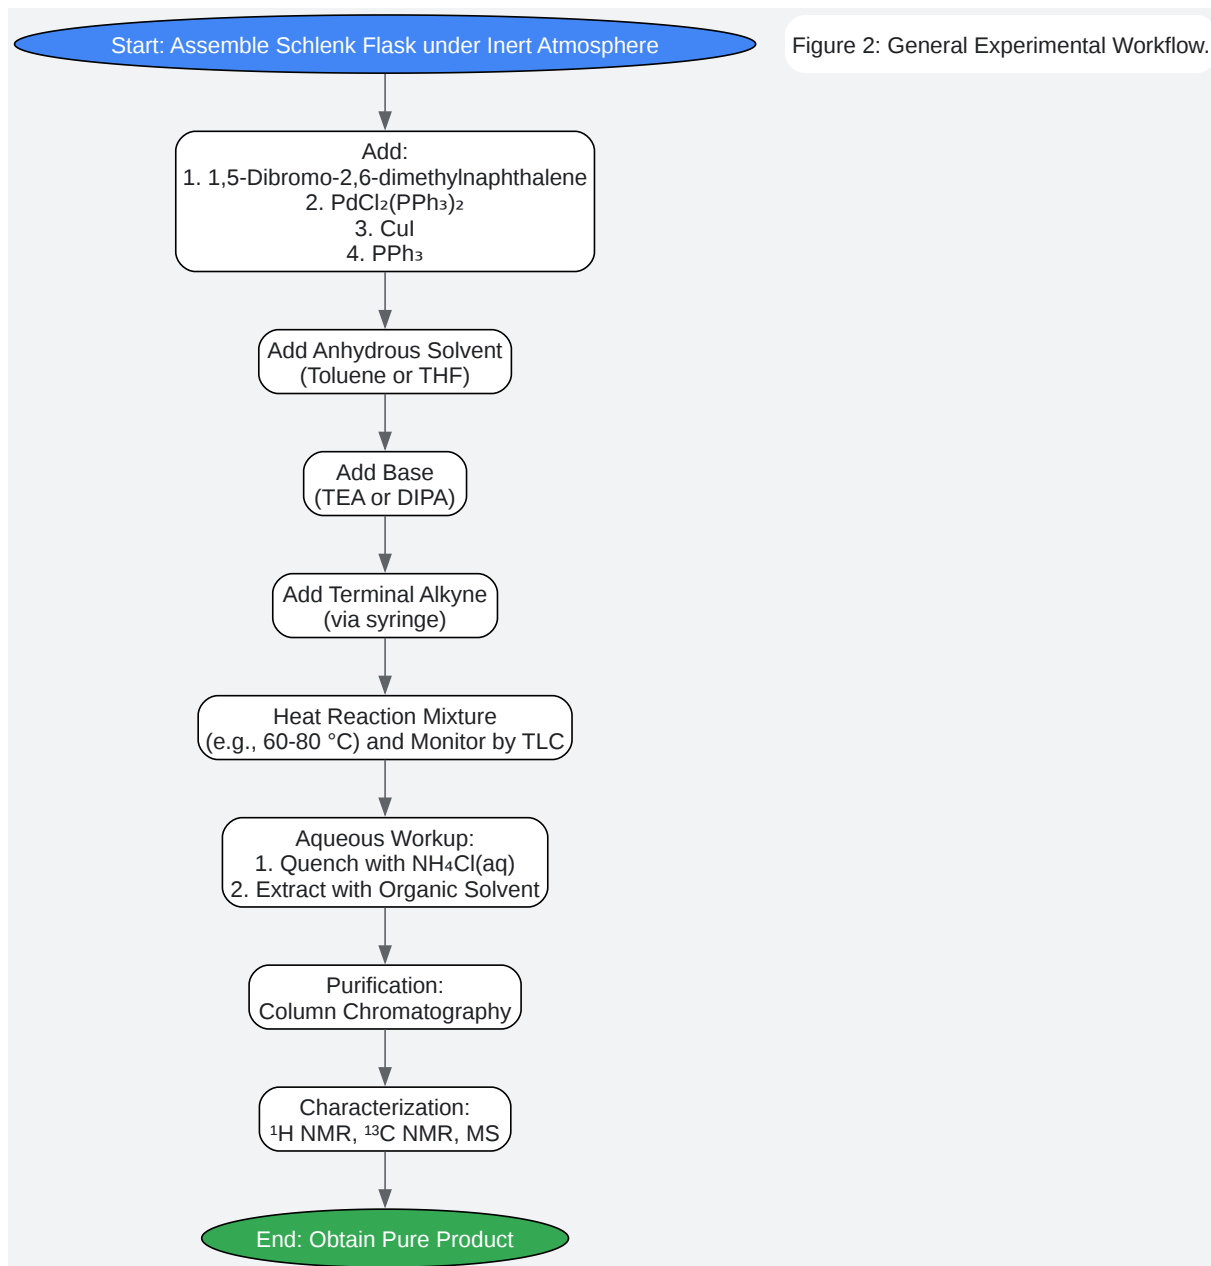 Start: Assemble Schlenk Flask under Inert Atmosphere
Figure 2: General Experimental Workflow.
Add:
1. 1,5-Dibromo-2,6-dimethylnaphthalene
2. PdCl₂(PPh₃)₂
3. CuI
4. PPh₃
Add Anhydrous Solvent
(Toluene or THF)
Add Base
(TEA or DIPA)
Add Terminal Alkyne
(via syringe)
Heat Reaction Mixture
(e.g., 60-80 °C) and Monitor by TLC
Aqueous Workup:
1. Quench with NH₄Cl(aq)
2. Extract with Organic Solvent
Purification:
Column Chromatography
Characterization:
¹H NMR, ¹³C NMR, MS
End: Obtain Pure Product